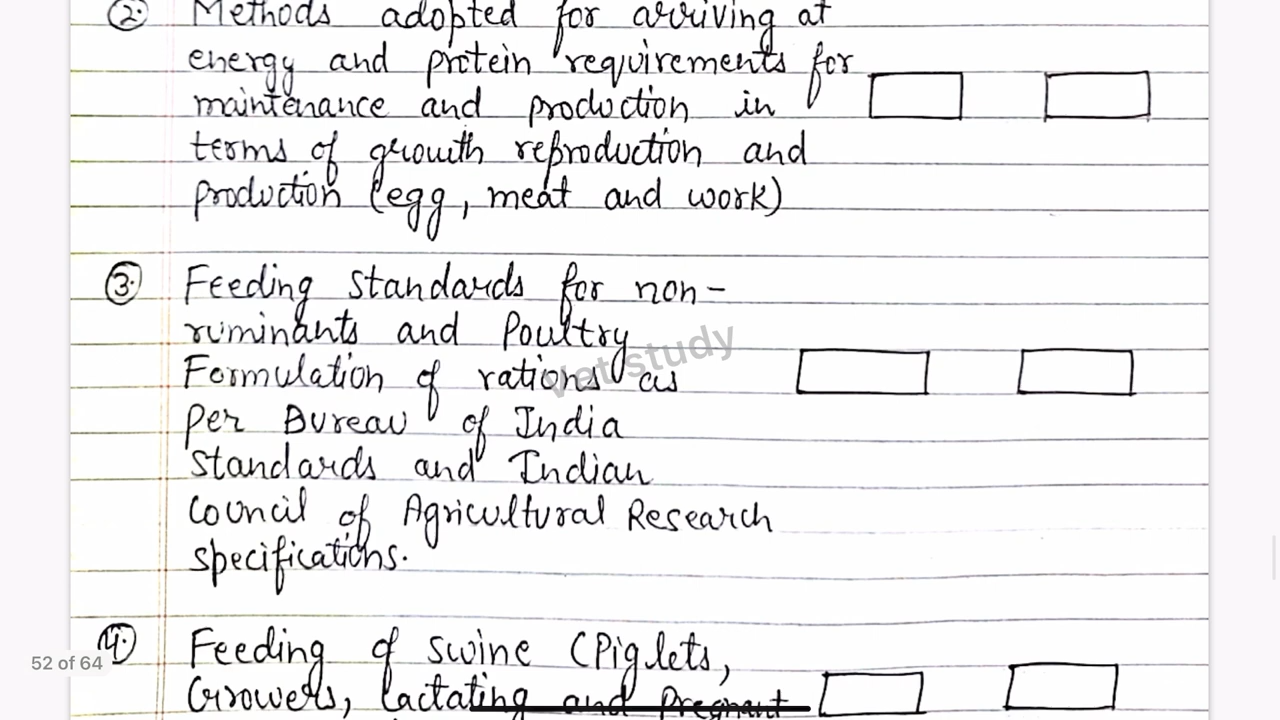 2. Methods adopted for arriving at
energy and protein requirements for
maintenance and production in
terms of growth reproduction and
production (egg, meat and work)
3. Feeding standards for non-
ruminants and Poultry
Formulation of rations as
per Bureau of India
standards and Indian
Council of Agricultural Research
specifications.
4. Feeding of swine (Piglets,
Growers, lactating and Pregnant
vet study
52 of 64